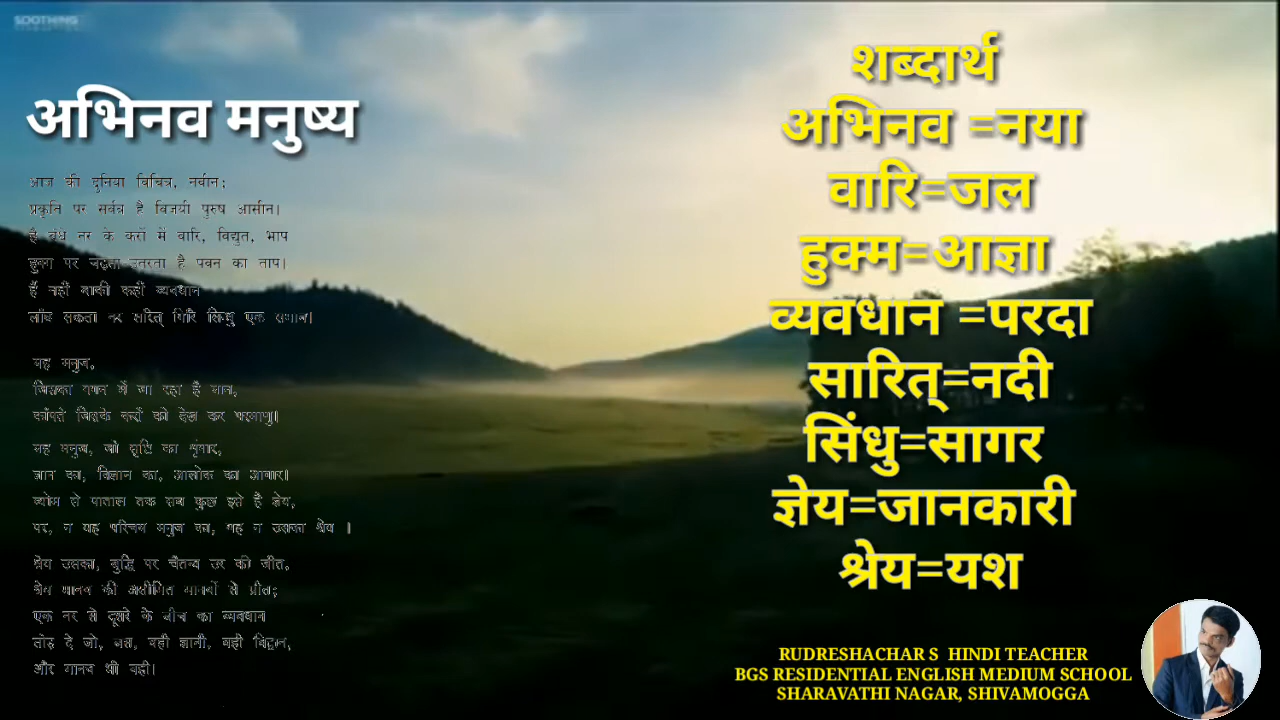 SOOTHING
अभिनव मनुष्य
आज की दुनिया विचित्र, नवीन;
प्रकृति पर सर्वत्र है विजयी पुरुष आसीन।
है बंधे नर के करों में वारि, विद्युत, भाप
हुक्म पर चढ़ता उतरता है पवन का ताप।
है नहीं बाकी कहीं व्यवधान
लाँघ सकता नर सरित् गिरि सिन्धु एक समान।
यह मनुज,
जिसका गगन में जा रहा है यान,
काँपते जिसके करों को देख कर परमाणु।
यह मनुज, जो सृष्टि का शृंगार,
ज्ञान का, विज्ञान का, आलोक का आगार।
व्योम से पाताल तक सब कुछ इसे है ज्ञेय,
पर, न यह परिचय मनुज का, यह न उसका श्रेय ।
श्रेय उसका, बुद्धि पर चैतन्य उर की जीत,
श्रेय मानव की असीमित मानवों से प्रीत;
एक नर से दूसरे के बीच का व्यवधान
तोड़ दे जो, बस, वही ज्ञानी, वही विद्वान,
और मानव भी वही।
शब्दार्थ
अभिनव =नया
वारि=जल
हुक्म=आज्ञा
व्यवधान =परदा
सारित्=नदी
सिंधु=सागर
ज्ञेय=जानकारी
श्रेय=यश
RUDRESHACHAR S HINDI TEACHER
BGS RESIDENTIAL ENGLISH MEDIUM SCHOOL
SHARAVATHI NAGAR, SHIVAMOGGA